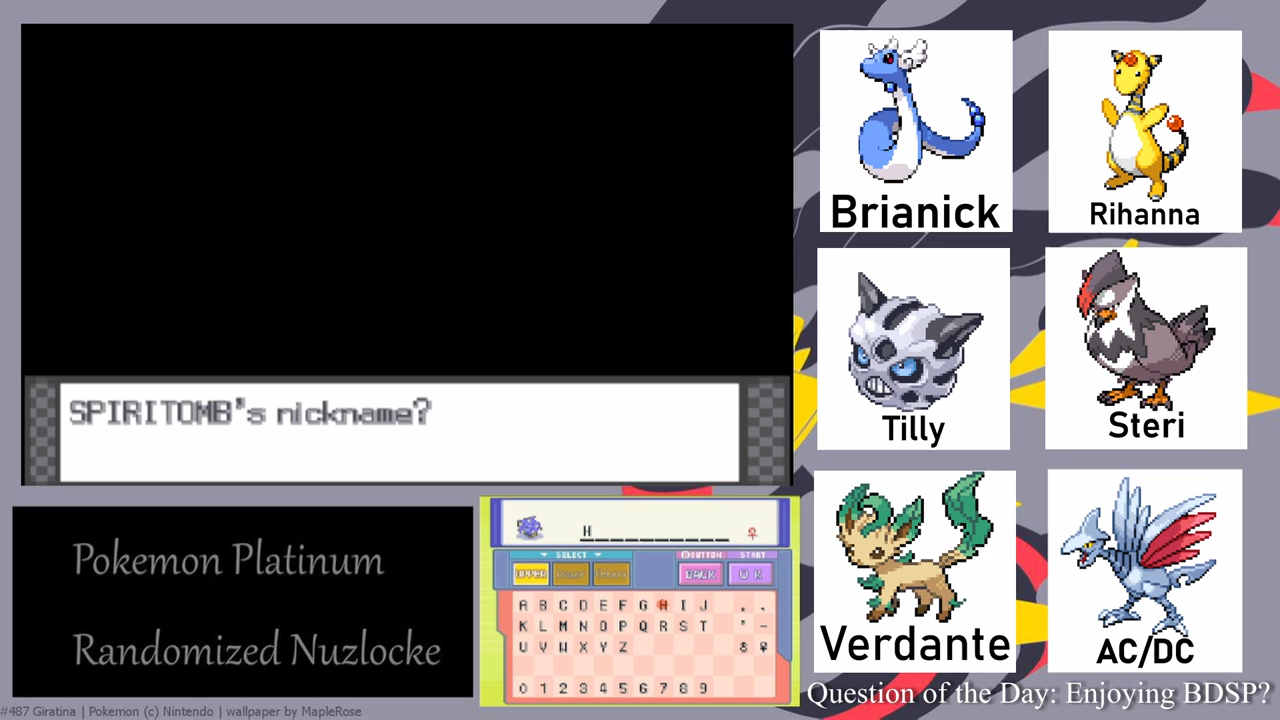 SPIRITOMB's nickname?
Brianick
Rihanna
Tilly
Steri
Verdante
AC/DC
Pokemon Platinum
Randomized Nuzlocke
H
♀
SELECT
BUTTON START
UPPER
BACK OK
A B C D E F G H I J , .
K L M N O P Q R S T ' -
U V W X Y Z
0 1 2 3 4 5 6 7 8 9
Question of the Day: Enjoying BDSP?
#487 Giratina | Pokemon (c) Nintendo | wallpaper by MapleRose